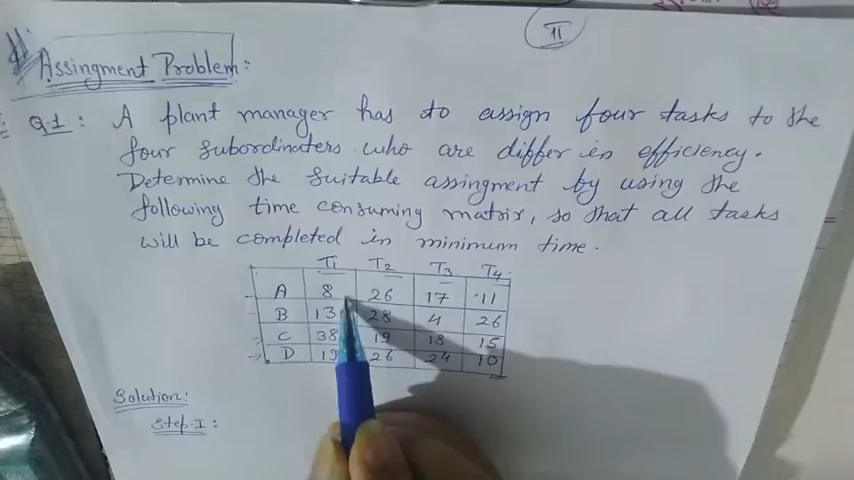 II
Assingment Problem:
Q.1: A plant manager has to assign four tasks to the
four subordinaters who are differ in efficiency.
Determine the suitable assingment by using the
following time consuming matrix, so that all tasks
will be completed in minimum time.
T1 T2 T3 T4
A 8 26 17 11
B 13 28 4 26
C 38 19 18 15
D 19 26 24 10
Solution:
Step-I: